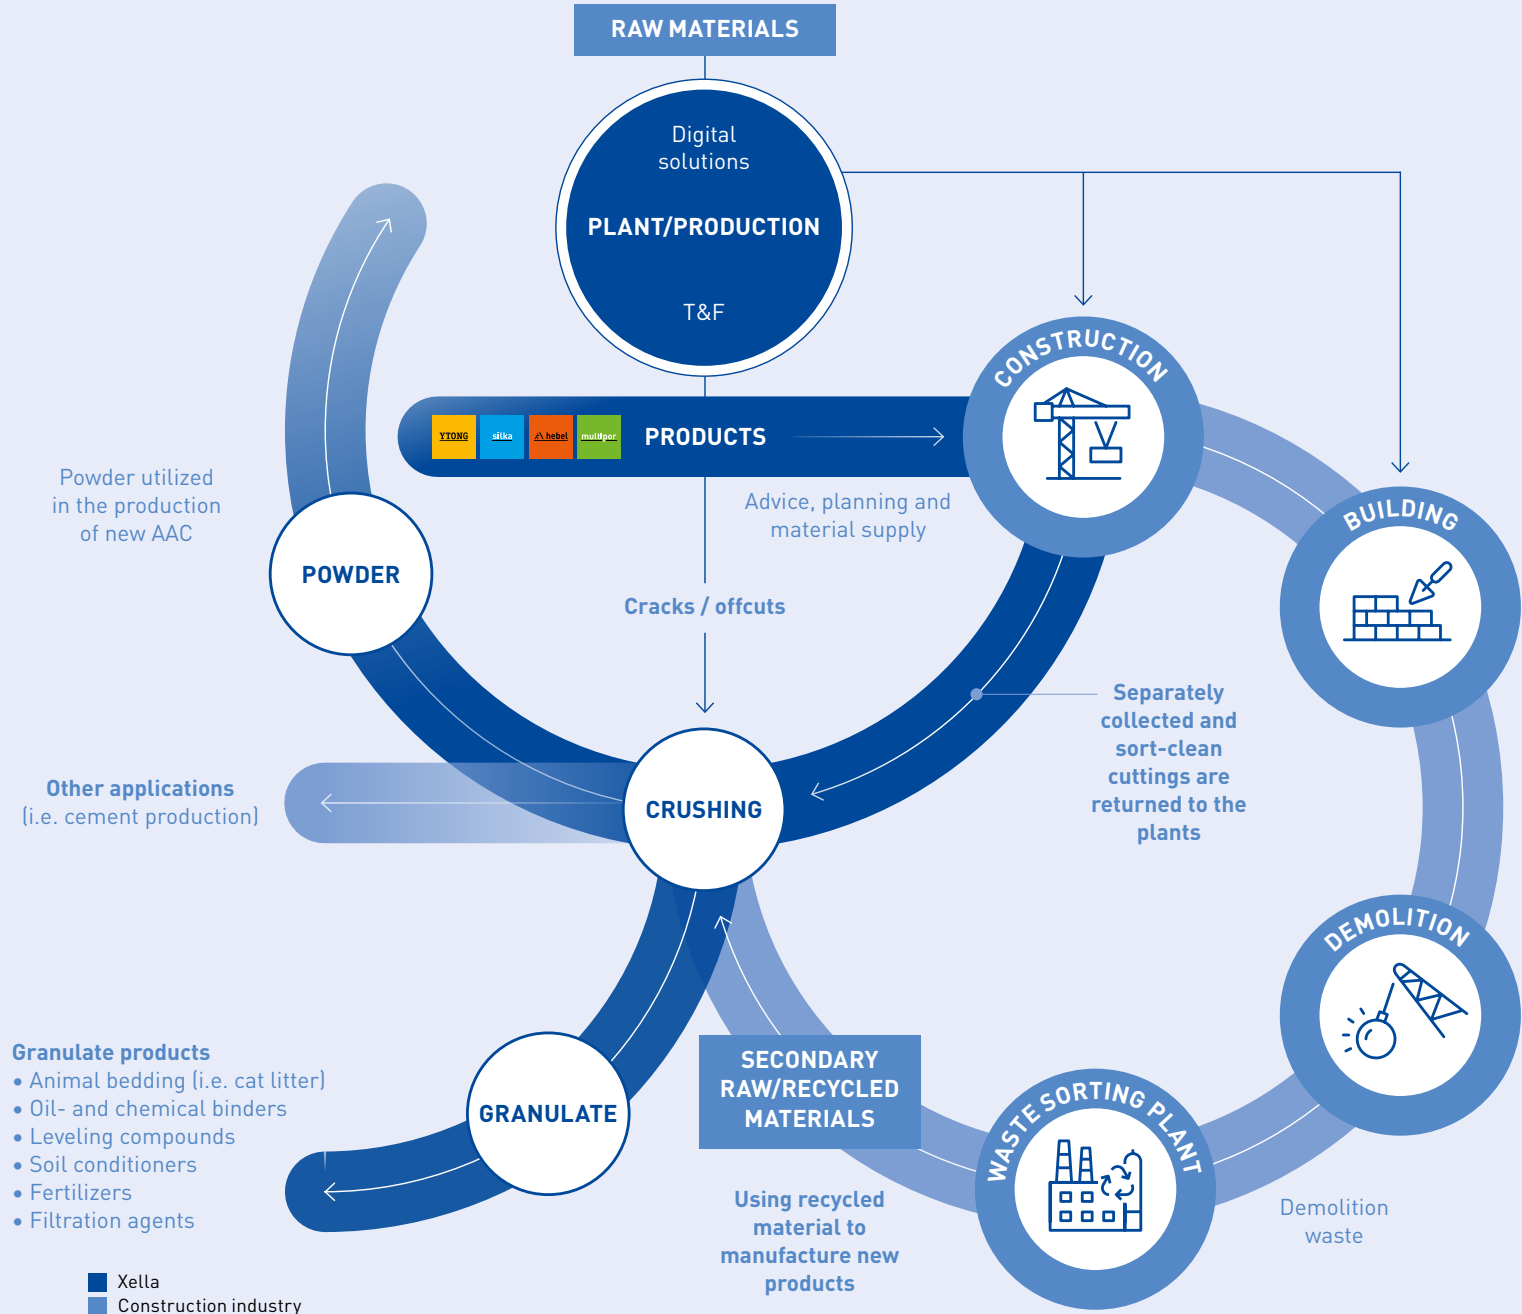 RAW MATERIALS
Digital
solutions
PLANT/PRODUCTION
T&F
YTONG
silka
hebel
multipor
PRODUCTS
CONSTRUCTION
Advice, planning and
material supply
BUILDING
Powder utilized
in the production
of new AAC
POWDER
Cracks / offcuts
Separately
collected and
sort-clean
cuttings are
returned to the
plants
Other applications
(i.e. cement production)
CRUSHING
DEMOLITION
Granulate products
• Animal bedding (i.e. cat litter)
• Oil- and chemical binders
• Leveling compounds
• Soil conditioners
• Fertilizers
• Filtration agents
GRANULATE
SECONDARY
RAW/RECYCLED
MATERIALS
WASTE SORTING PLANT
Using recycled
material to
manufacture new
products
Demolition
waste
Xella
Construction industry